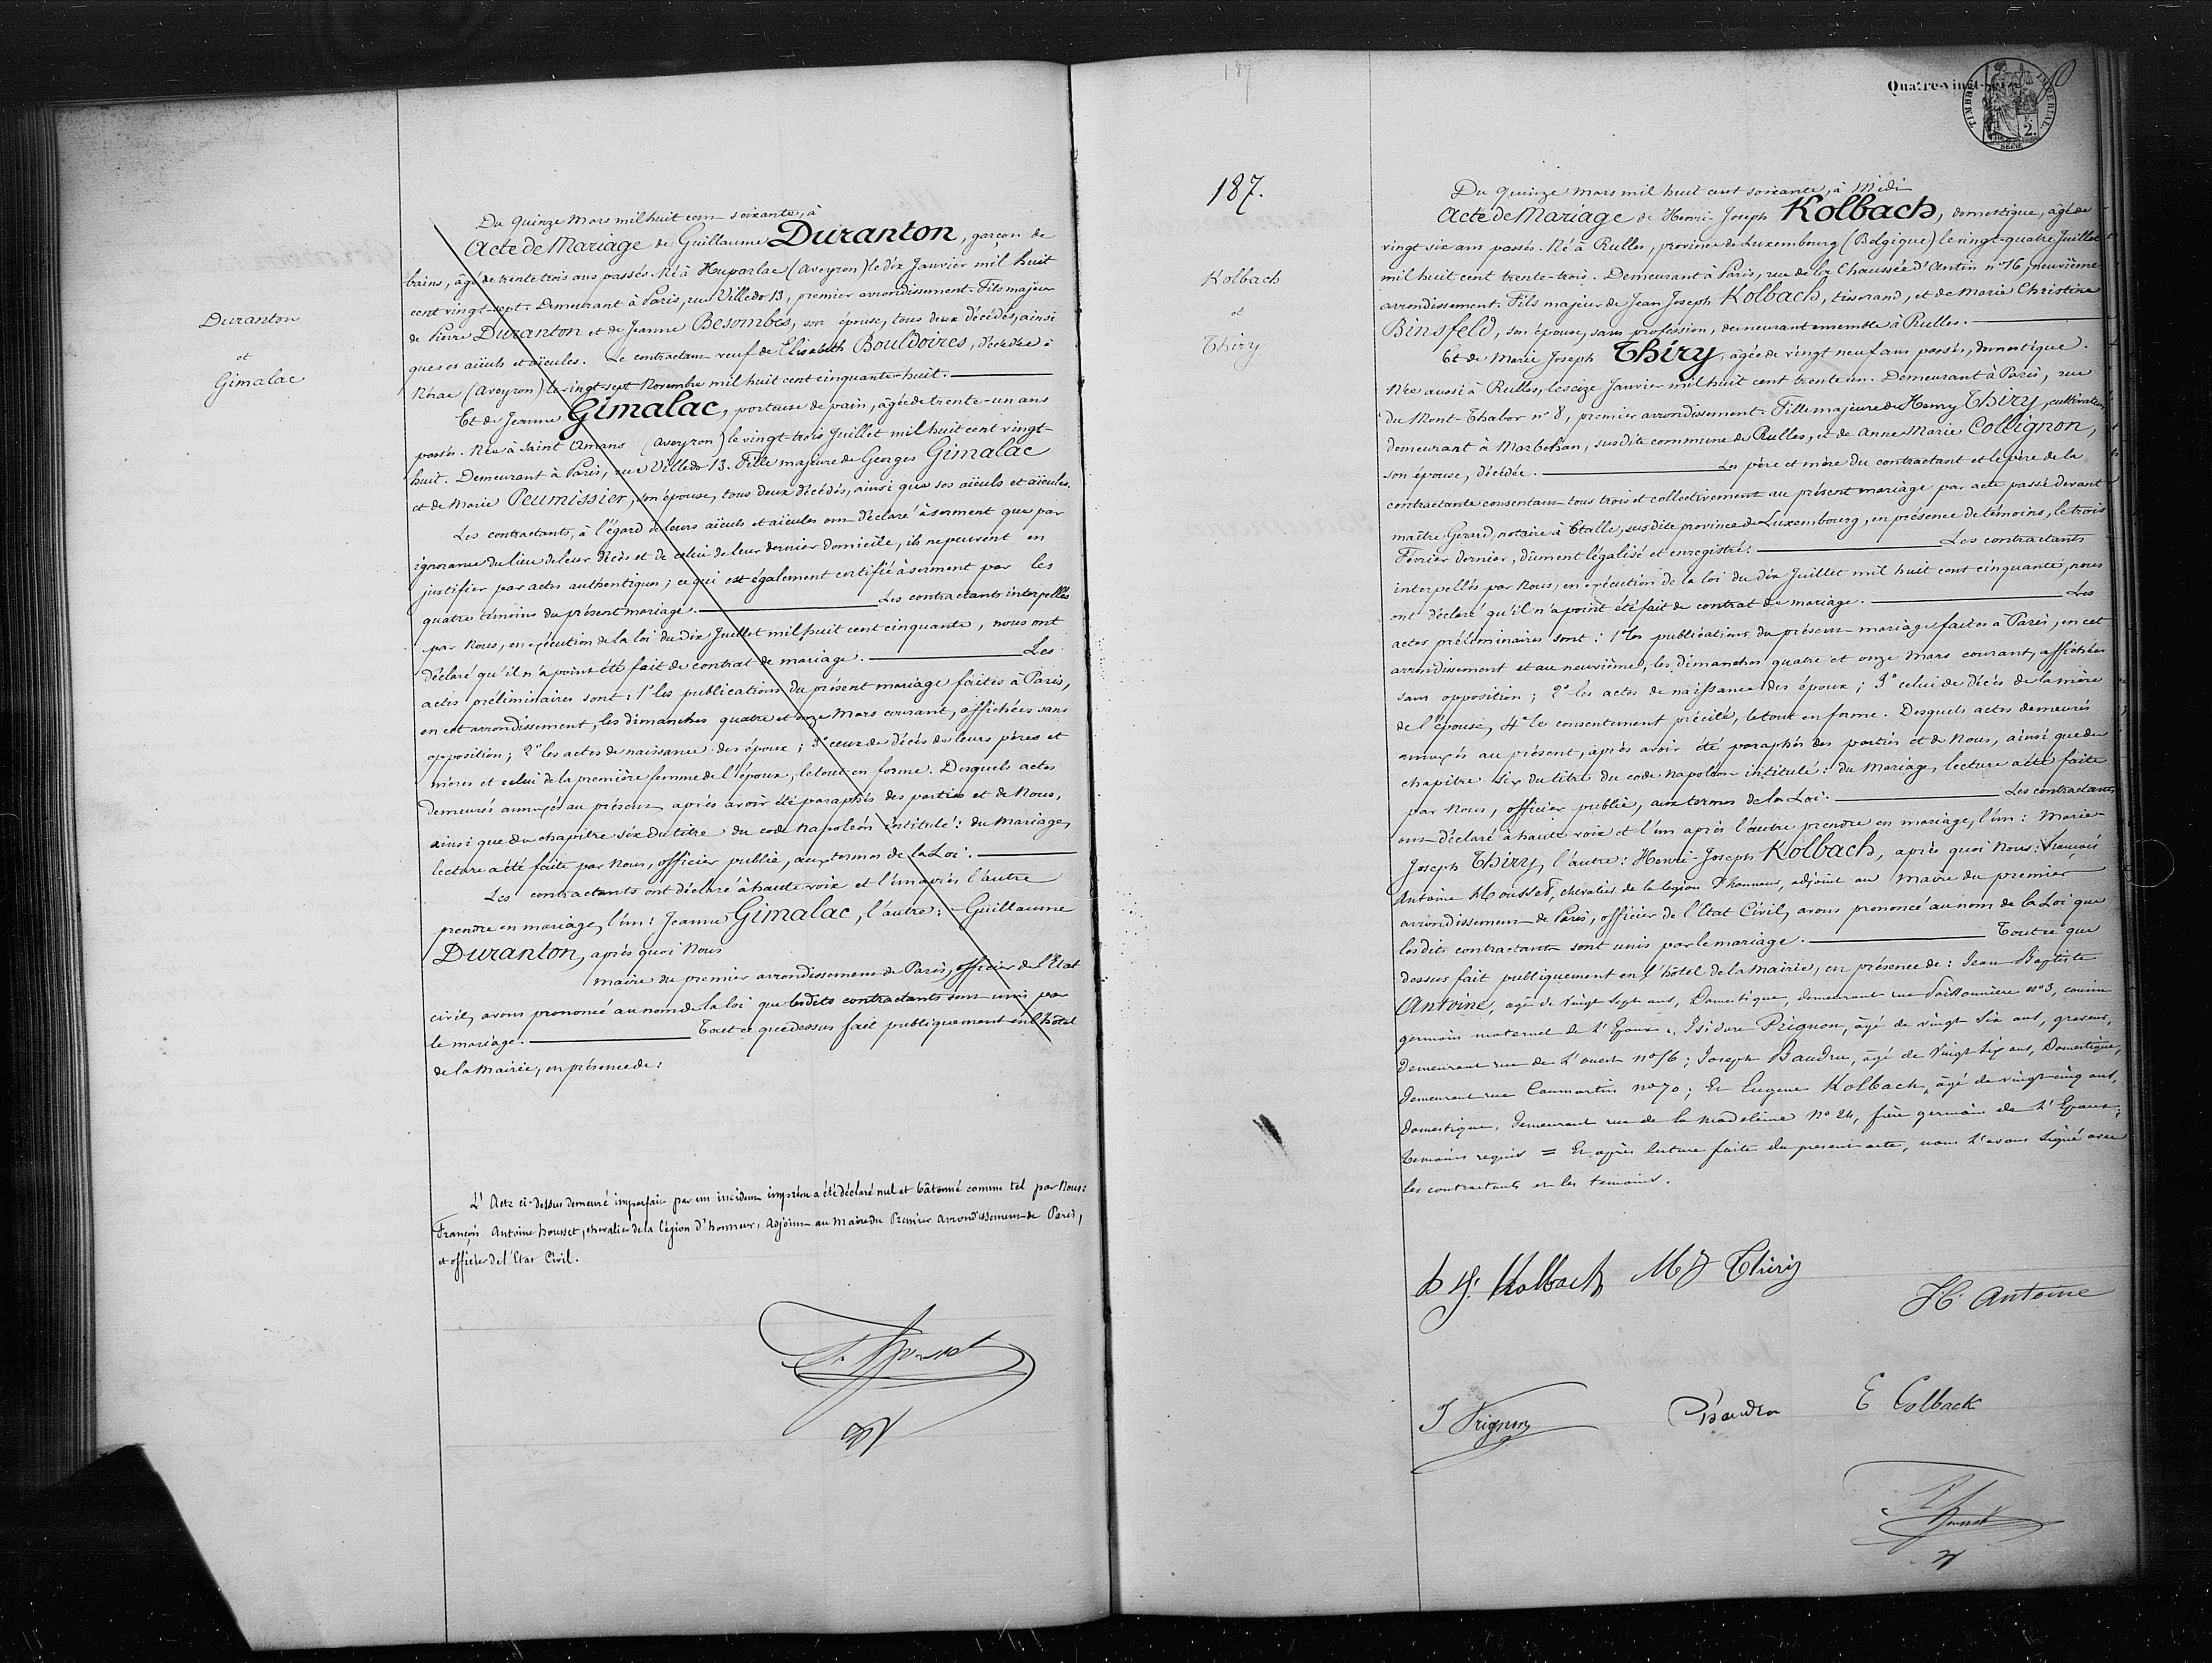 Duranton
et
Gimalac
Du quinze Mars mil huit cent soixante, à
Acte de Mariage de Guillaume Duranton, garçon de
bains, âgé de trente trois ans passés. Né à Huparlac (Aveyron) le dix Janvier mil huit
cent vingt-sept. Demeurant à Paris, rue Villedo 13, premier arrondissement. Fils majeur
de Pierre Duranton et de Jeanne Besombes, son épouse, tous deux décédés, ainsi
que ses aïeuls et aïeules. Le contractant veuf de Elisabeth Bouldoires, décédée à
Nérac (Aveyron) le vingt-sept Novembre mil huit cent cinquante-huit.
Et de Jeanne Gimalac, porteuse de pain, âgée de trente-un ans
passés. Née à Saint Amans (Aveyron) le vingt-trois Juillet mil huit cent vingt-
huit. Demeurant à Paris, rue Villedo 13. Fille majeure de Georges Gimalac
et de Marie Peumissier, son épouse, tous deux décédés, ainsi que ses aïeuls et aïeules.
Les contractants, à l'égard de leurs aïeuls et aïeules ont déclaré à serment que par
ignorance du lieu de leur décès et de celui de leur dernier domicile, ils ne peuvent en
justifier par actes authentiques; ce qui est également certifié à serment par les
quatre témoins du présent mariage. Les contractants interpellés
par Nous, en exécution de la loi du dix Juillet mil huit cent cinquante, nous ont
déclaré qu'il n'a point été fait de contrat de mariage. Les
actes préliminaires sont: 1° les publications du présent mariage faites à Paris,
en cet arrondissement, les dimanches quatre et onze Mars courant, affichées sans
opposition; 2° les actes de naissance des époux; 3° ceux de décès de leurs pères et
mères et celui de la première femme de l'époux, le tout en forme. Desquels actes
demeurés annexés au présent après avoir été paraphés des parties et de Nous,
ainsi que du chapitre six du titre du code Napoléon intitulé: du Mariage,
lecture a été faite par Nous, officier public, aux termes de la Loi.
Les contractants ont déclaré à haute voix et l'un après l'autre
prendre en mariage, l'un: Jeanne Gimalac, l'autre: Guillaume
Duranton, après quoi Nous
maire du premier arrondissement de Paris, officier de l'État
civil, avons prononcé au nom de la loi que lesdits contractants sont unis par
le mariage. Tout ce que dessus fait publiquement en l'hôtel
de la Mairie, en présence de:
L'Acte ci-dessus demeuré imparfait par un incident imprévu a été déclaré nul et bâtonné comme tel par Nous:
François Antoine housset, chevalier de la légion d'honneur, Adjoint au Maire du Premier arrondissement de Paris,
et officier de l'Etat Civil.
187
Quatre-vingt-
TIMBRE IMPERIAL
2.
SEINE
187.
Kolbach
et
Thiry
Du quinze mars mil huit cent soixante, à Midi
Acte de Mariage de Henri-Joseph Kolbach, domestique, âgé de
vingt six ans passés. Né à Rulles, province de Luxembourg (Belgique) le vingt-quatre Juillet
mil huit cent trente-trois. Demeurant à Paris, rue de la Chaussée d'Antin n° 16, neuvième
arrondissement. Fils majeur de Jean Joseph Kolbach, tisserand, et de Marie Christine
Binsfeld, son épouse, sans profession, demeurant ensemble à Rulles.
Et de Marie Joseph Thiry, âgée de vingt neuf ans passés, domestique.
Née aussi à Rulles, le seize Janvier mil huit cent trente un. Demeurant à Paris, rue
du Mont-Thabor n° 8, premier arrondissement. Fille majeure de Henry Thiry, cultivateur,
demeurant à Marbehan, susdite commune de Rulles, et de Anne Marie Collignon,
son épouse, décédée. Les père et mère du contractant et le père de la
contractante consentant tous trois et collectivement au présent mariage par acte passé devant
maître Gerard, notaire à Etalle, susdite province de Luxembourg, en présence de témoins, le trois
Février dernier, dûment légalisé et enregistré. Les contractants
interpellés par Nous, en exécution de la loi du dix Juillet mil huit cent cinquante, nous
ont déclaré qu'il n'a point été fait de contrat de mariage. Les
actes préliminaires sont: 1° les publications du présent mariage faites à Paris, en cet
arrondissement et au neuvième, les dimanches quatre et onze Mars courant, affichées
sans opposition; 2° les actes de naissance des époux; 3° celui de décès de la mère
de l'épouse, 4° le consentement précité, le tout en forme. Desquels actes demeurés
annexés au présent, après avoir été paraphés des parties et de Nous, ainsi que du
chapitre six du titre du code Napoléon intitulé: du Mariage, lecture a été faite
par Nous, officier public, aux termes de la Loi. Les contractants
ont déclaré à haute voix et l'un après l'autre prendre en mariage, l'un: Marie-
Joseph Thiry, l'autre: Henri-Joseph Kolbach, après quoi Nous: François
Antoine Housset, chevalier de la légion d'honneur, adjoint au Maire du premier
arrondissement de Paris, officier de l'Etat Civil, avons prononcé au nom de la Loi que
lesdits contractants sont unis par le mariage. Tout ce que
dessus fait publiquement en l'hôtel de la Mairie, en présence de: Jean Baptiste
Antoine, âgé de vingt sept ans, Domestique, demeurant rue Poissonnière n° 3, cousin
germain maternel de l'Epoux; Isidore Prignon, âgé de vingt six ans, graveur,
demeurant rue de l'ouest n° 56; Joseph Baudru, âgé de vingt six ans, Domestique,
demeurant rue Caumartin n° 70; Et Eugène Kolbach, âgé de vingt cinq ans,
domestique, demeurant rue de la Madeleine n° 24, frère germain de l'Epoux;
témoins requis = Et après lecture faite du présent acte, nous l'avons signé avec
les contractants et les témoins.
h j. Kolbach M J Thiry
Antoine
I Prignon Baudru E Colback